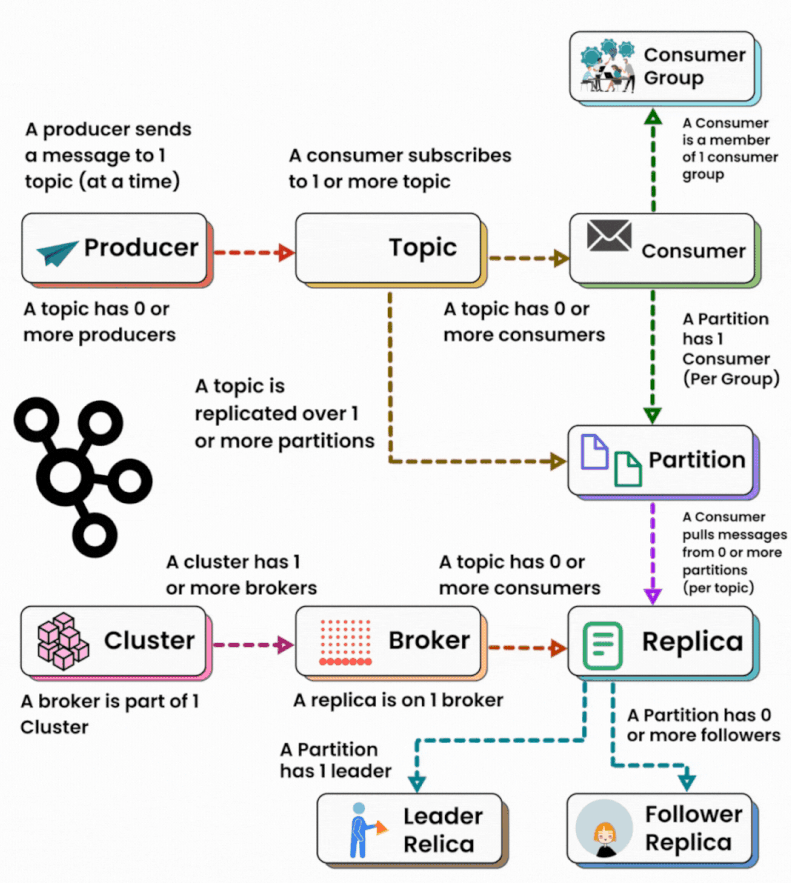 Consumer
Group
A producer sends
a message to 1
topic (at a time)
A consumer subscribes
to 1 or more topic
A Consumer
is a member
of 1 consumer
group
Producer
Topic
Consumer
A topic has 0 or
more producers
A topic has 0 or
more consumers
A Partition
has 1
Consumer
(Per Group)
A topic is
replicated over 1
or more partitions
Partition
A Consumer
pulls messages
from 0 or more
partitions
(per topic)
A cluster has 1
or more brokers
A topic has 0 or
more consumers
Cluster
Broker
Replica
A broker is part of 1
Cluster
A replica is on 1 broker
A Partition has 0
or more followers
A Partition
has 1 leader
Leader
Relica
Follower
Replica